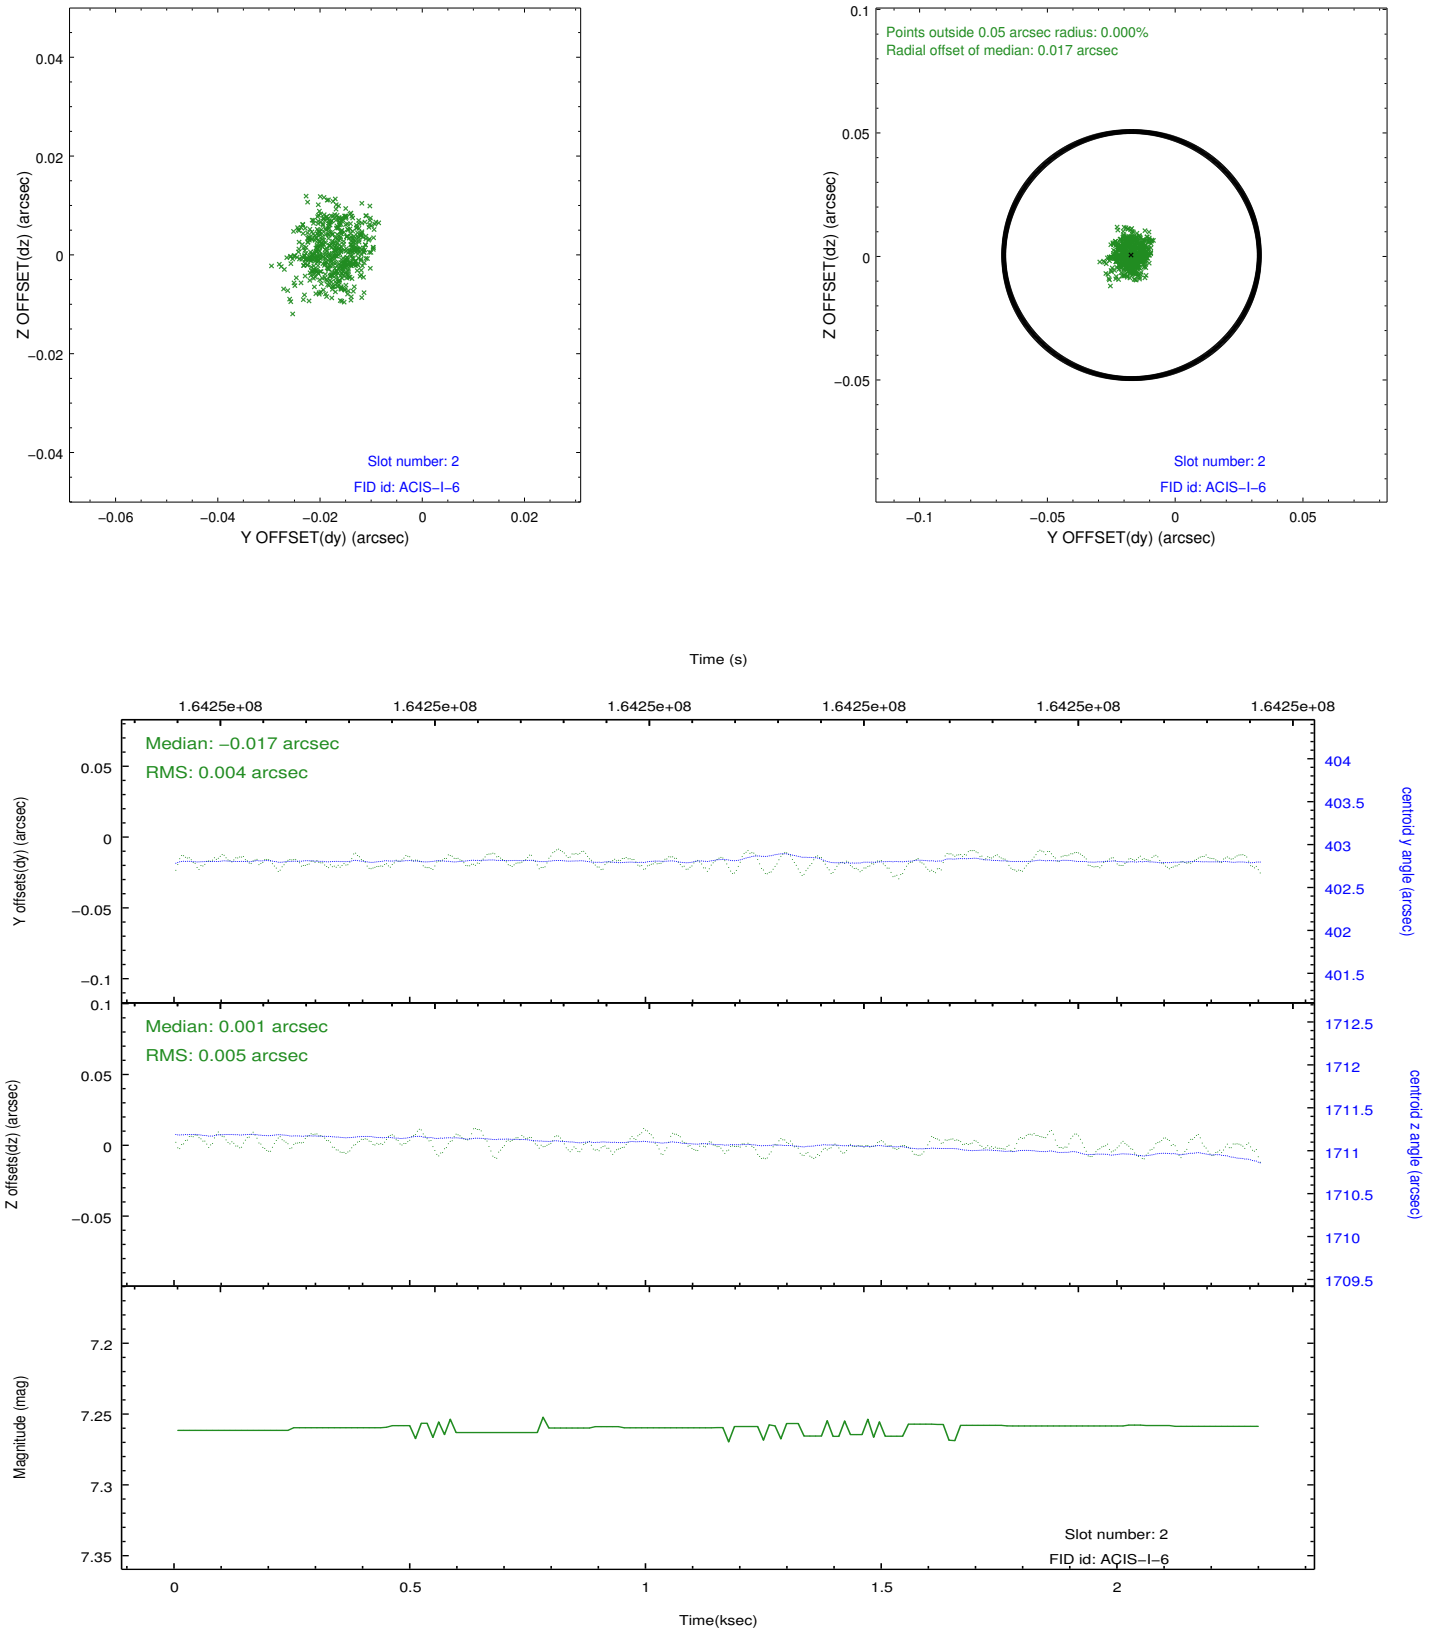 0.04
0.02
0
−0.02
−0.04
Z OFFSET(dz) (arcsec)
Slot number: 2
FID id: ACIS−I−6
−0.06
−0.04
−0.02
0
0.02
Y OFFSET(dy) (arcsec)
0.1
0.05
0
−0.05
Z OFFSET(dz) (arcsec)
Points outside 0.05 arcsec radius: 0.000%
Radial offset of median: 0.017 arcsec
Slot number: 2
FID id: ACIS−I−6
−0.1
−0.05
0
0.05
Y OFFSET(dy) (arcsec)
Time (s)
1.6425e+08
1.6425e+08
1.6425e+08
1.6425e+08
1.6425e+08
1.6425e+08
Median: −0.017 arcsec
RMS: 0.004 arcsec
0.05
0
−0.05
−0.1
Y offsets(dy) (arcsec)
404
403.5
403
402.5
402
401.5
centroid y angle (arcsec)
Median: 0.001 arcsec
RMS: 0.005 arcsec
0.1
0.05
0
−0.05
Z offsets(dz) (arcsec)
1712.5
1712
1711.5
1711
1710.5
1710
1709.5
centroid z angle (arcsec)
7.2
7.25
7.3
7.35
Magnitude (mag)
Slot number: 2
FID id: ACIS−I−6
0
0.5
1
1.5
2
Time(ksec)